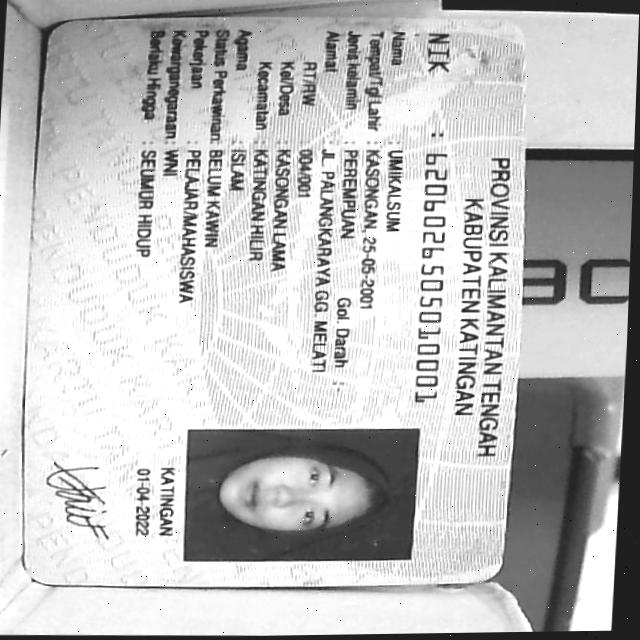 PROVINSI KALIMANTAN TENGAH
KABUPATEN KATINGAN
NIK : 6206026505010001
Nama : UMIKALSUM
Tempat/Tgl Lahir : KASONGAN, 25-05-2001
Jenis kelamin : PEREMPUAN Gol. Darah : -
Alamat JL. PALANGKARAYA GG. MELATI
RT/RW 004/001
Kel/Desa KASONGAN LAMA
Kecamatan : KATINGAN HILIR
Agama : ISLAM
Status Perkawinan: BELUM KAWIN
Pekerjaan : PELAJAR/MAHASISWA
Kewarganegaraan: WNI
Berlaku Hingga : SEUMUR HIDUP
KATINGAN
01-04-2022